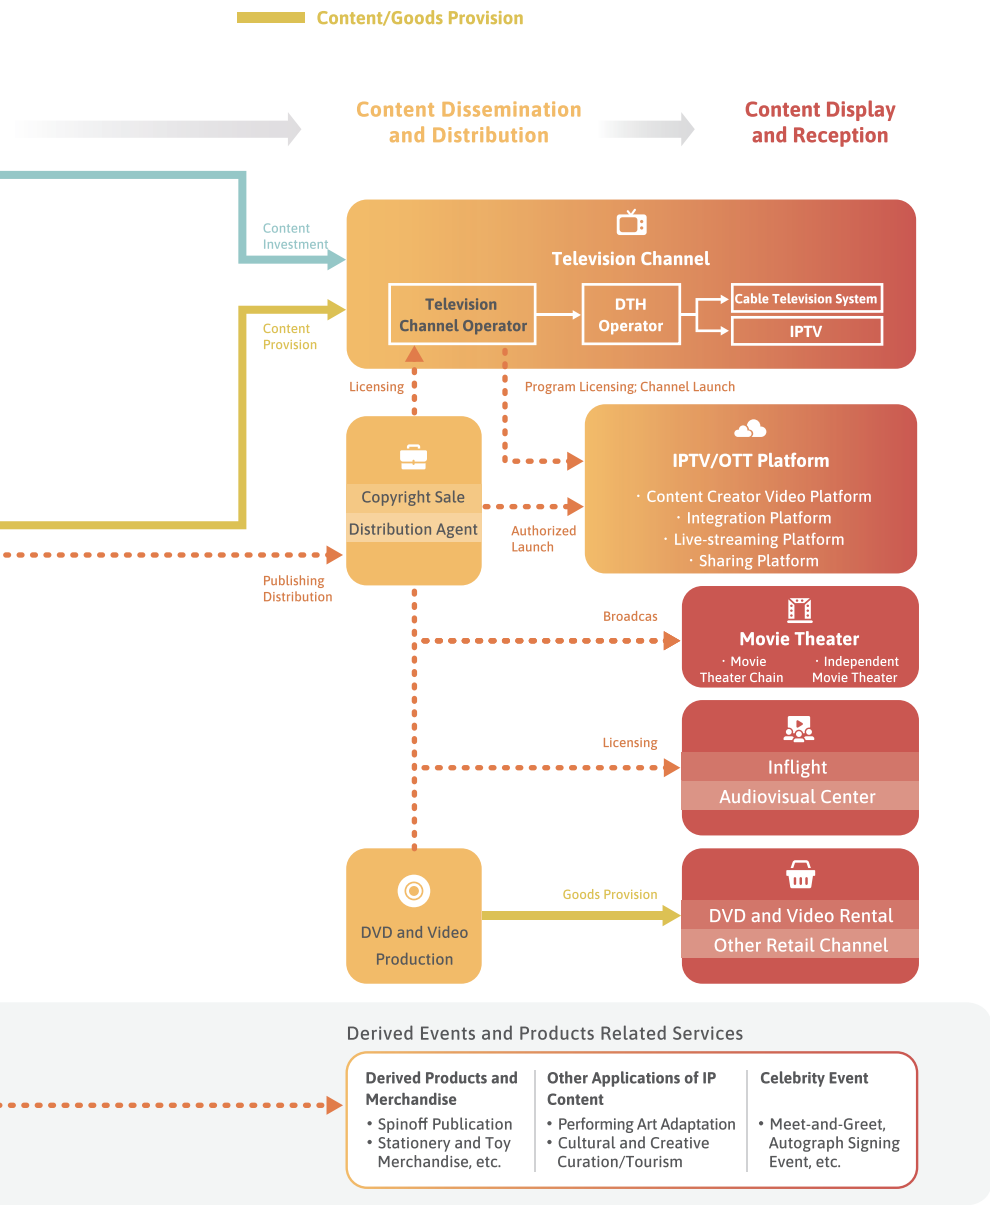 Content/Goods Provision
Content Dissemination
and Distribution
Content Display
and Reception
Content
Investment
Television Channel
Television
Channel Operator
DTH
Operator
Cable Television System
IPTV
Content
Provision
Licensing
Program Licensing; Channel Launch
IPTV/OTT Platform
· Content Creator Video Platform
· Integration Platform
· Live-streaming Platform
· Sharing Platform
Copyright Sale
Distribution Agent
Authorized
Launch
Publishing
Distribution
Broadcas
Movie Theater
· Movie
Theater Chain
· Independent
Movie Theater
Licensing
Inflight
Audiovisual Center
DVD and Video
Production
Goods Provision
DVD and Video Rental
Other Retail Channel
Derived Events and Products Related Services
Derived Products and
Merchandise
• Spinoff Publication
• Stationery and Toy
Merchandise, etc.
Other Applications of IP
Content
• Performing Art Adaptation
• Cultural and Creative
Curation/Tourism
Celebrity Event
• Meet-and-Greet,
Autograph Signing
Event, etc.